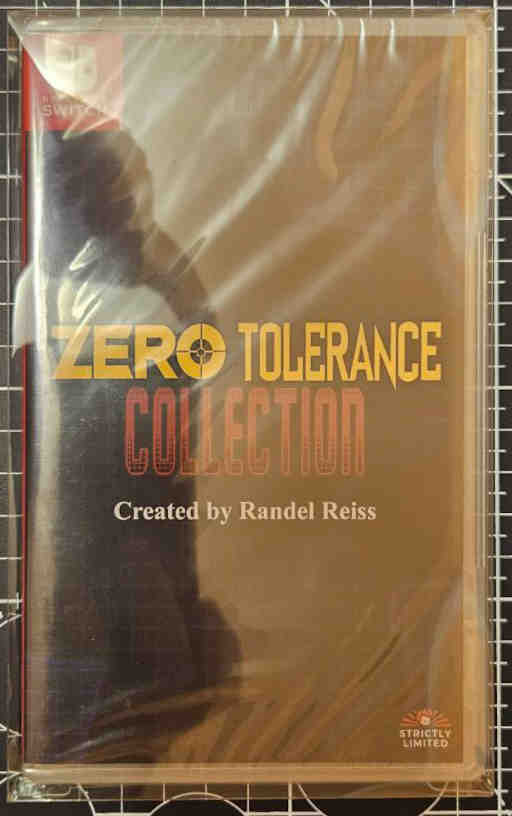 SWITCH
ZERO TOLERANCE
COLLECTION
Created by Randel Reiss
STRICTLY
LIMITED